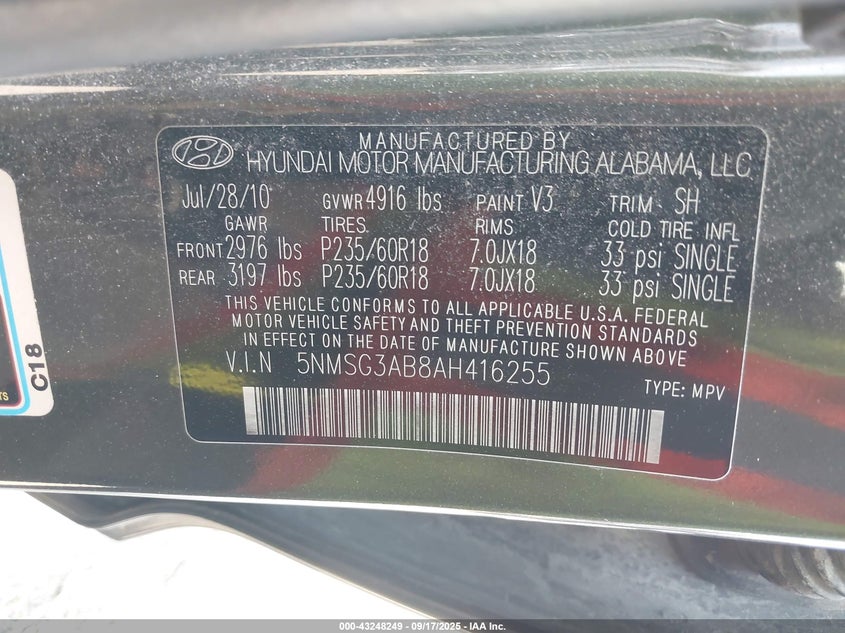 MANUFACTURED BY
HYUNDAI MOTOR MANUFACTURING ALABAMA, LLC
Jul/28/10 GVWR 4916 lbs PAINT V3 TRIM SH
GAWR TIRES RIMS COLD TIRE INFL
FRONT 2976 lbs P235/60R18 7.0JX18 33 psi SINGLE
REAR 3197 lbs P235/60R18 7.0JX18 33 psi SINGLE
THIS VEHICLE CONFORMS TO ALL APPLICABLE U.S.A. FEDERAL
MOTOR VEHICLE SAFETY AND THEFT PREVENTION STANDARDS
IN EFFECT ON THE DATE OF MANUFACTURE SHOWN ABOVE
V.I.N 5NMSG3AB8AH416255 TYPE: MPV
C18
000-43248249 - 09/17/2025 - IAA Inc.